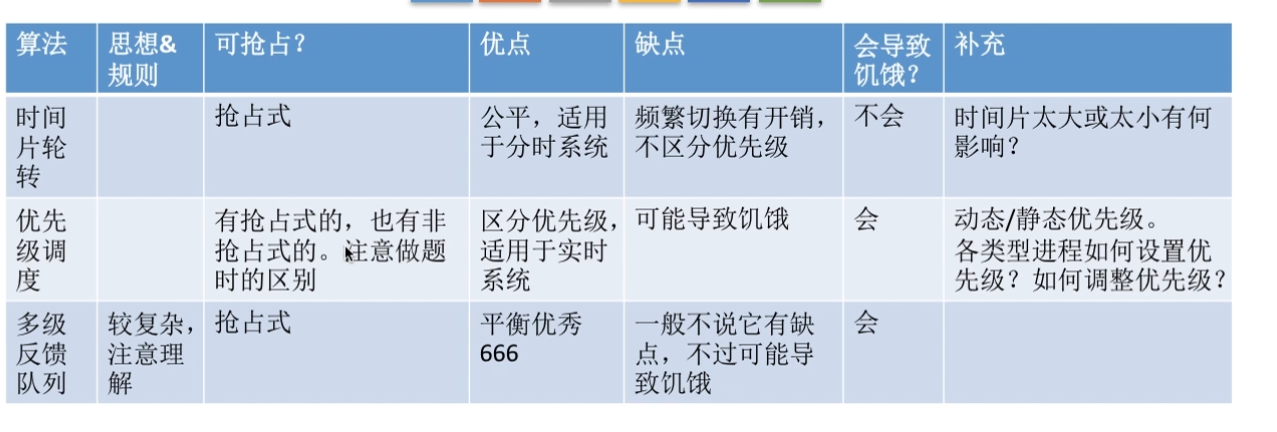 算法
思想&
规则
可抢占？
优点
缺点
会导致
饥饿？
补充
时间
片轮
转
抢占式
公平，适用
于分时系统
频繁切换有开销，
不区分优先级
不会
时间片太大或太小有何
影响？
优先
级调
度
有抢占式的，也有非
抢占式的。注意做题
时的区别
区分优先级，
适用于实时
系统
可能导致饥饿
会
动态/静态优先级。
各类型进程如何设置优
先级？如何调整优先级？
多级
反馈
队列
较复杂，
注意理
解
抢占式
平衡优秀
666
一般不说它有缺
点，不过可能导
致饥饿
会